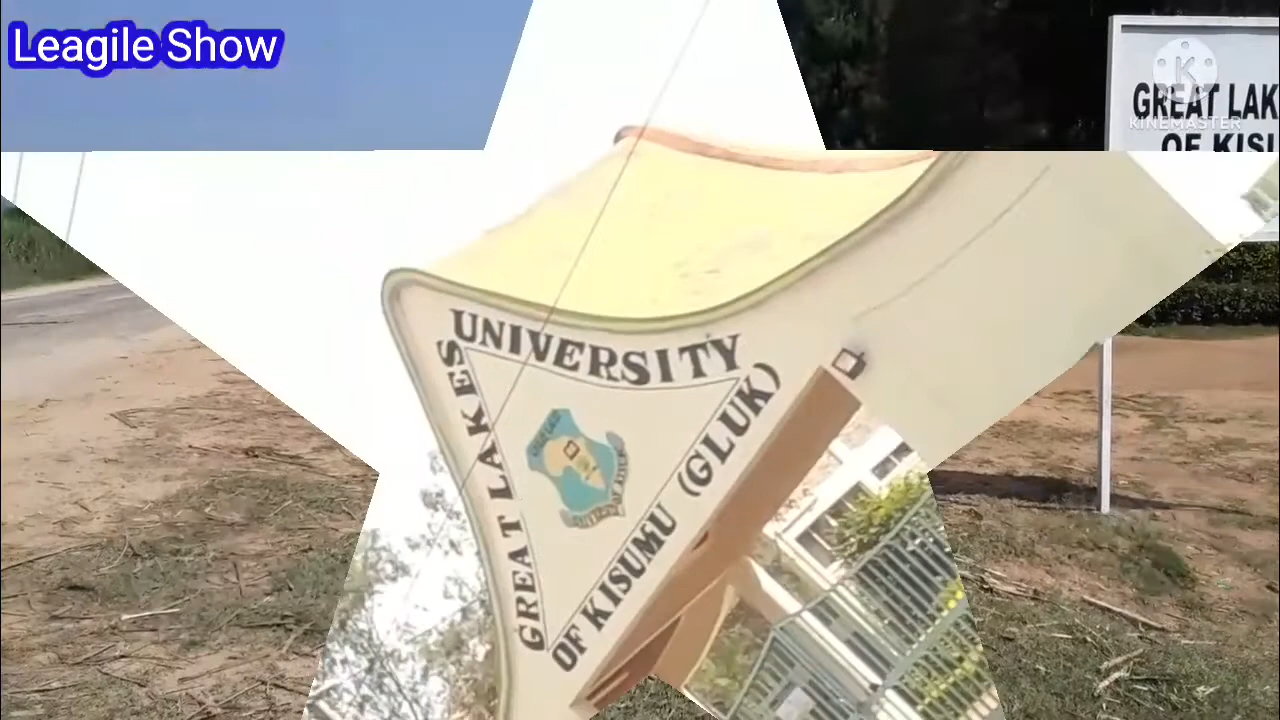 Leagile Show
GREAT LAK
KINEMASTER
OF KISU
GREAT LAKES
UNIVERSITY
OF KISUMU (GLUK)